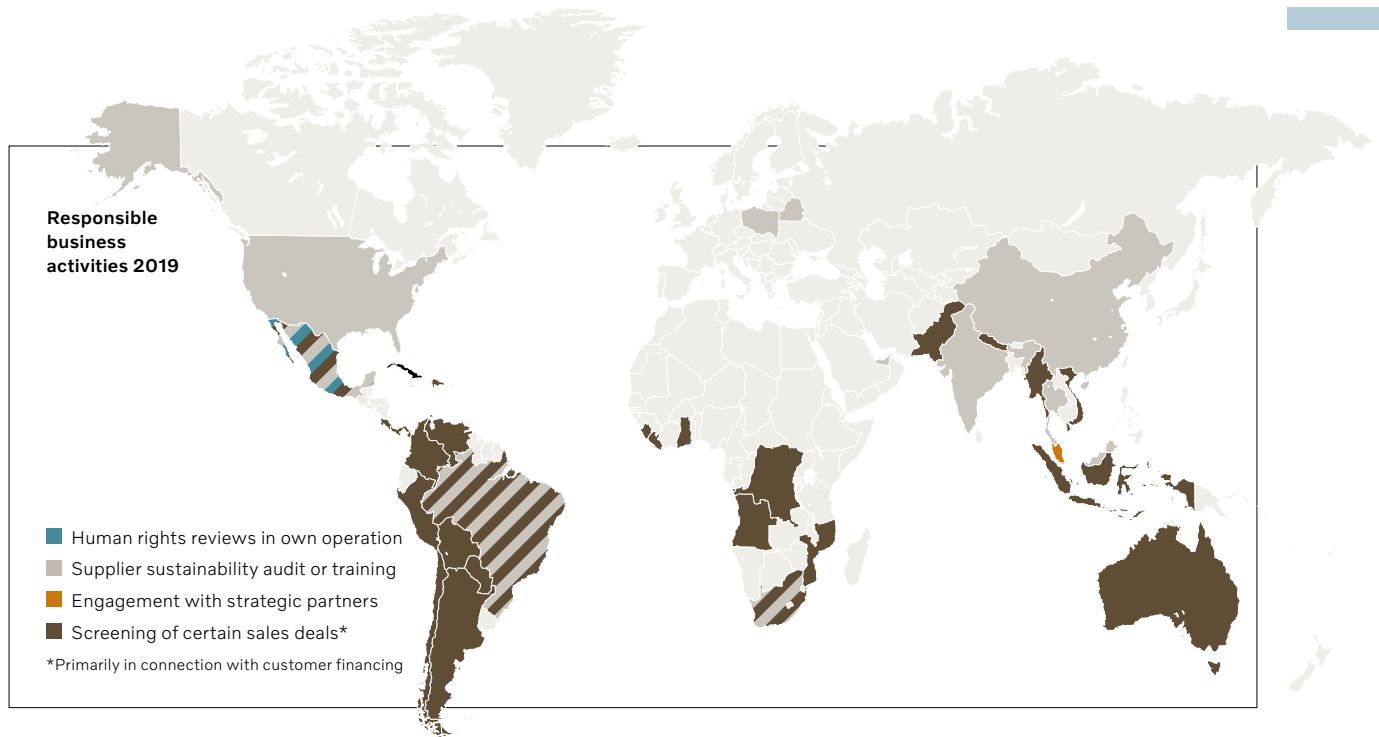 Responsible
business
activities 2019
Human rights reviews in own operation
Supplier sustainability audit or training
Engagement with strategic partners
Screening of certain sales deals*
*Primarily in connection with customer financing